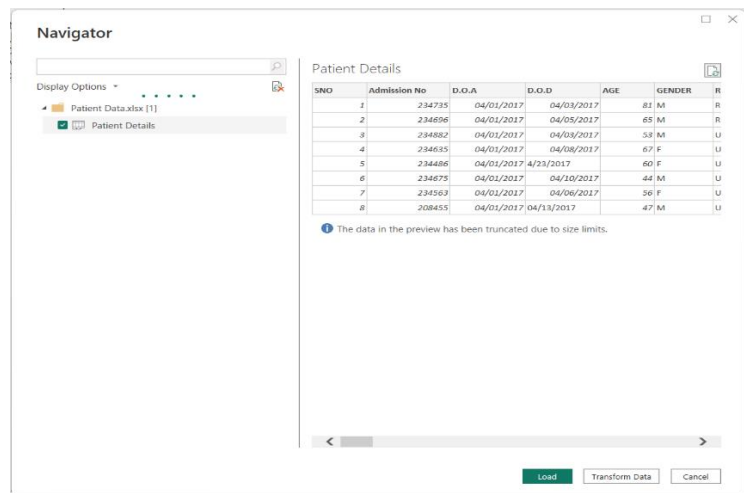 Navigator
Display Options
Patient Data.xlsx [1]
Patient Details
Patient Details
SNO Admission No D.O.A D.O.D AGE GENDER R
1 234735 04/01/2017 04/03/2017 81 M R
2 234696 04/01/2017 04/05/2017 65 M R
3 234882 04/01/2017 04/03/2017 53 M U
4 234635 04/01/2017 04/08/2017 67 F U
5 234486 04/01/2017 4/23/2017 60 F U
6 234675 04/01/2017 04/10/2017 44 M U
7 234563 04/01/2017 04/06/2017 56 F U
8 208455 04/01/2017 04/13/2017 47 M U
The data in the preview has been truncated due to size limits.
Load Transform Data Cancel